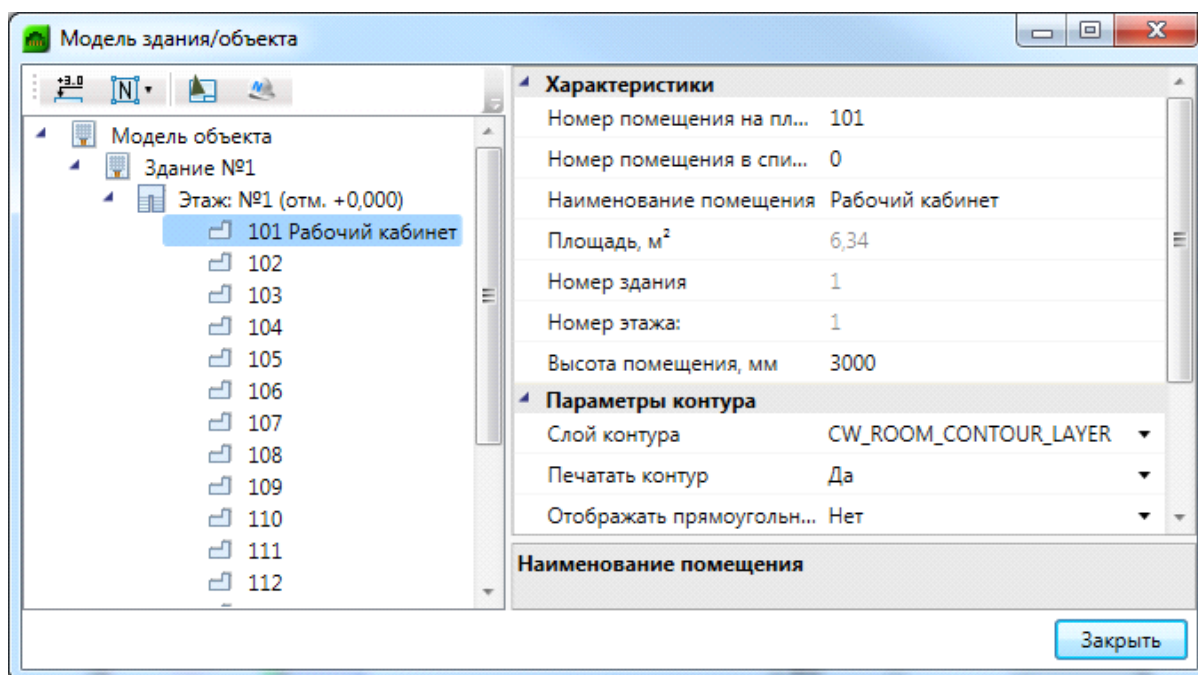 Модель здания/объекта
+3.0
N
Модель объекта
Здание №1
Этаж: №1 (отм. +0,000)
101 Рабочий кабинет
102
103
104
105
106
107
108
109
110
111
112
Характеристики
Номер помещения на пл... 101
Номер помещения в спи... 0
Наименование помещения Рабочий кабинет
Площадь, м² 6,34
Номер здания 1
Номер этажа: 1
Высота помещения, мм 3000
Параметры контура
Слой контура CW_ROOM_CONTOUR_LAYER
Печатать контур Да
Отображать прямоугольн... Нет
Наименование помещения
Закрыть